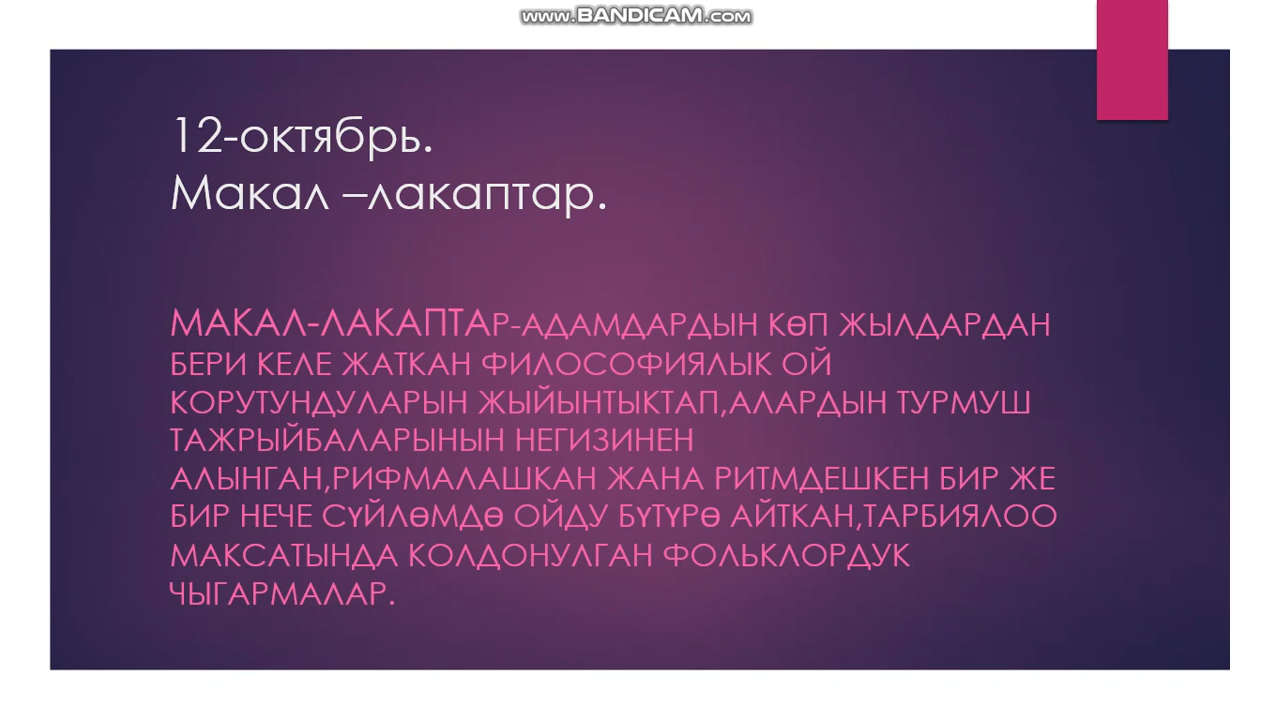 www.BANDICAM.com
12-октябрь.
Макал –лакаптар.
МАКАЛ-ЛАКАПТАР-АДАМДАРДЫН КөП ЖЫЛДАРДАН
БЕРИ КЕЛЕ ЖАТКАН ФИЛОСОФИЯЛЫК ОЙ
КОРУТУНДУЛАРЫН ЖЫЙЫНТЫКТАП,АЛАРДЫН ТУРМУШ
ТАЖРЫЙБАЛАРЫНЫН НЕГИЗИНЕН
АЛЫНГАН,РИФМАЛАШКАН ЖАНА РИТМДЕШКЕН БИР ЖЕ
БИР НЕЧЕ СүЙЛөМДө ОЙДУ БүТүРө АЙТКАН,ТАРБИЯЛОО
МАКСАТЫНДА КОЛДОНУЛГАН ФОЛЬКЛОРДУК
ЧЫГАРМАЛАР.